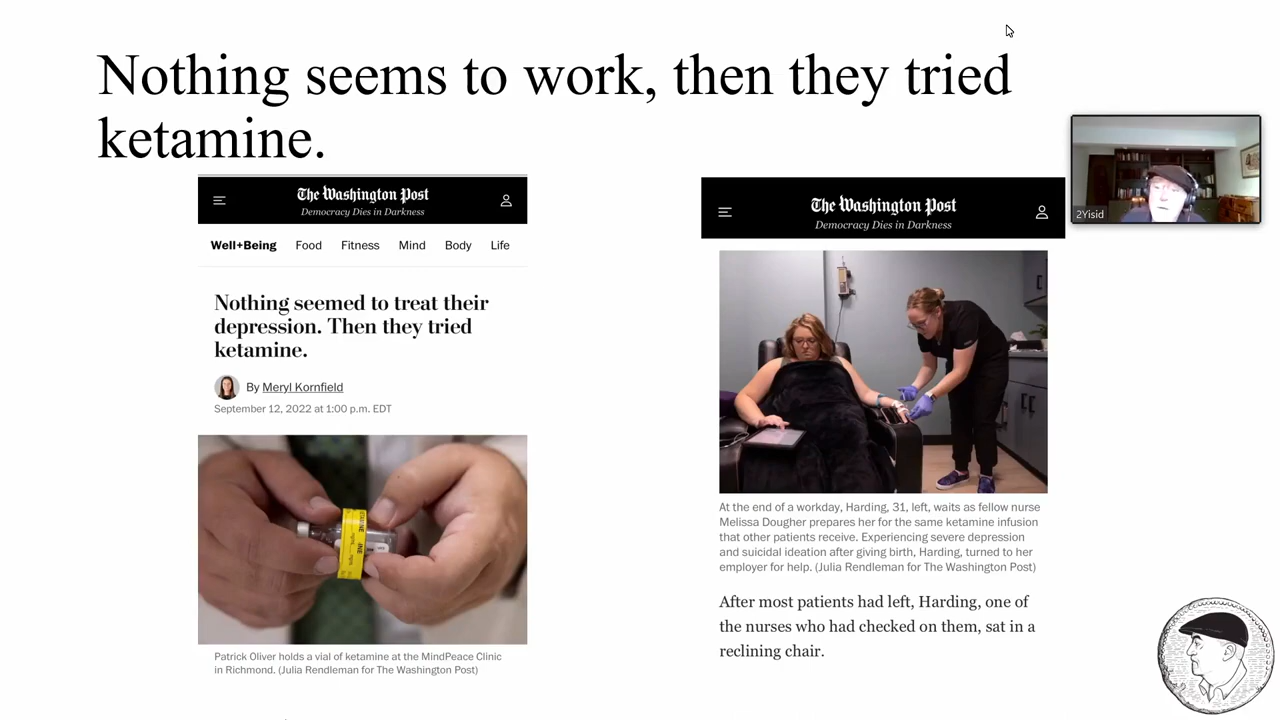 Nothing seems to work, then they tried
ketamine.
The Washington Post
Democracy Dies in Darkness
Well+Being Food Fitness Mind Body Life
Nothing seemed to treat their
depression. Then they tried
ketamine.
By Meryl Kornfield
September 12, 2022 at 1:00 p.m. EDT
Patrick Oliver holds a vial of ketamine at the MindPeace Clinic
in Richmond. (Julia Rendleman for The Washington Post)
The Washington Post
Democracy Dies in Darkness
At the end of a workday, Harding, 31, left, waits as fellow nurse
Melissa Dougher prepares her for the same ketamine infusion
that other patients receive. Experiencing severe depression
and suicidal ideation after giving birth, Harding, turned to her
employer for help. (Julia Rendleman for The Washington Post)
After most patients had left, Harding, one of
the nurses who had checked on them, sat in a
reclining chair.
2Yisid